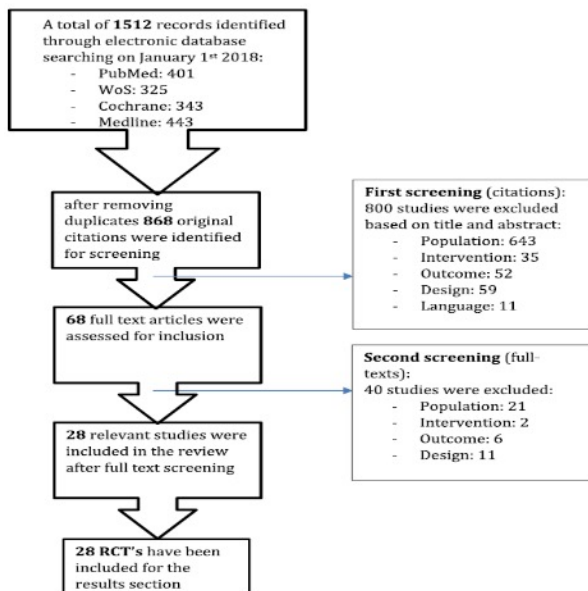 A total of 1512 records identified
through electronic database
searching on January 1st 2018:
- PubMed: 401
- WoS: 325
- Cochrane: 343
- Medline: 443
after removing
duplicates 868 original
citations were identified
for screening
First screening (citations):
800 studies were excluded
based on title and abstract:
- Population: 643
- Intervention: 35
- Outcome: 52
- Design: 59
- Language: 11
68 full text articles were
assessed for inclusion
Second screening (full-
texts):
40 studies were excluded:
- Population: 21
- Intervention: 2
- Outcome: 6
- Design: 11
28 relevant studies were
included in the review
after full text screening
28 RCT's have been
included for the
results section